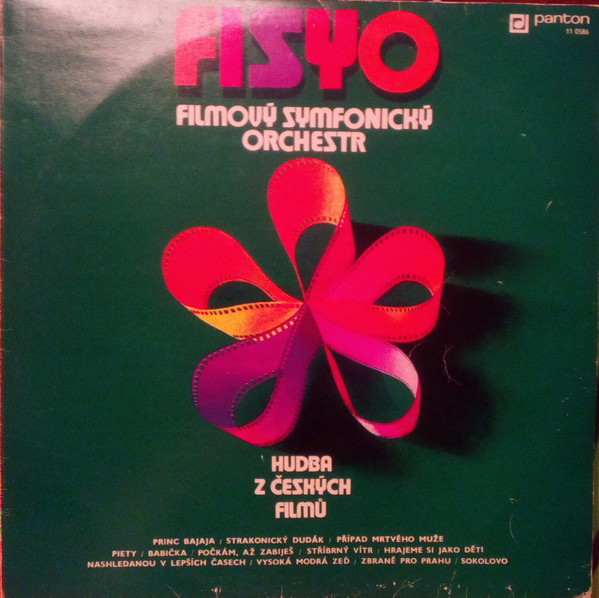 panton
11 0586
FISYO
FILMOVÝ SYMFONICKÝ
ORCHESTR
HUDBA
Z ČESKÝCH
FILMŮ
PRINC BAJAJA / STRAKONICKÝ DUDÁK / PŘÍPAD MRTVÉHO MUŽE
PIETY / BABIČKA / POČKÁM, AŽ ZABIJEŠ / STŘÍBRNÝ VÍTR / HRAJEME SI JAKO DĚTI
NASHLEDANOU V LEPŠÍCH ČASECH / VYSOKÁ MODRÁ ZEĎ / ZBRANĚ PRO PRAHU / SOKOLOVO